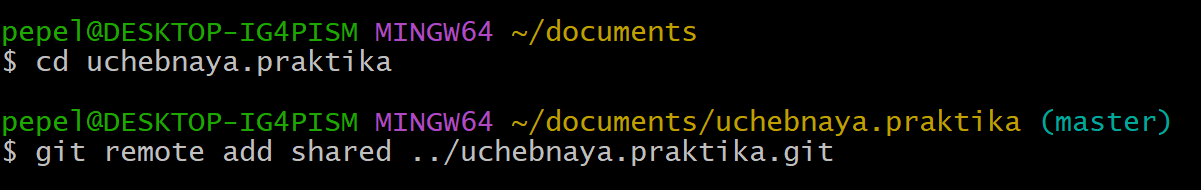 pepel@DESKTOP-IG4PISM MINGW64 ~/documents
$ cd uchebnaya.praktika
pepel@DESKTOP-IG4PISM MINGW64 ~/documents/uchebnaya.praktika (master)
$ git remote add shared ../uchebnaya.praktika.git